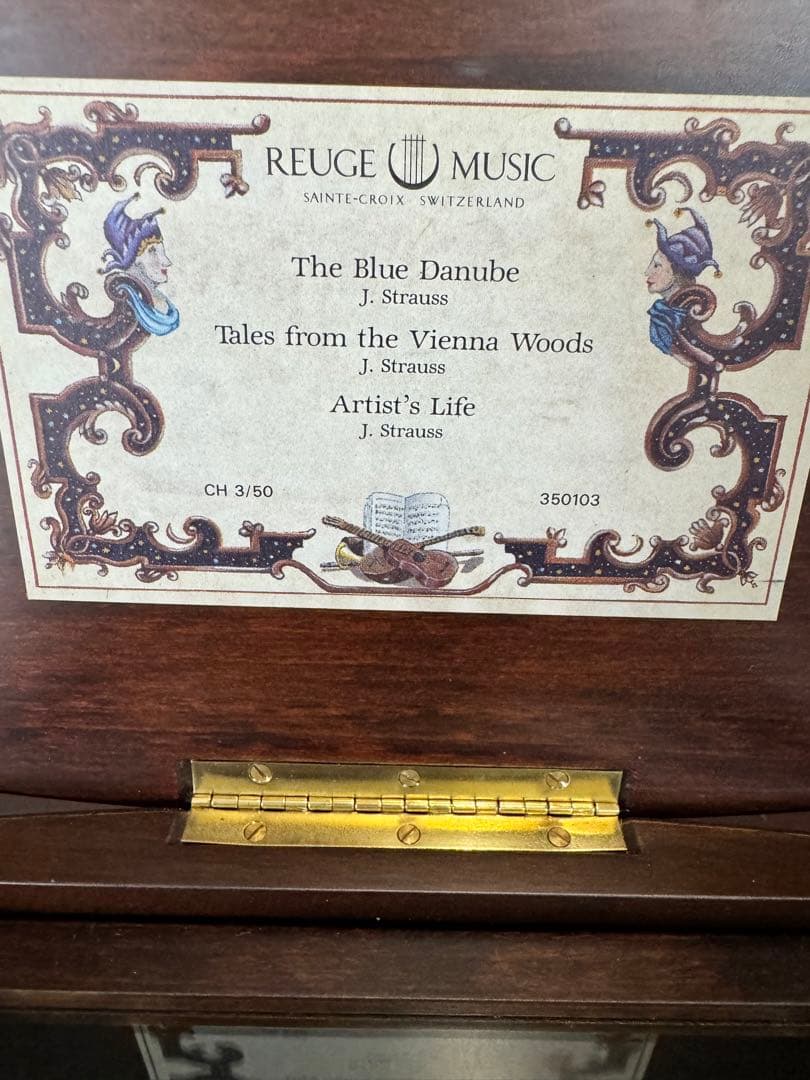 REUGE MUSIC
SAINTE-CROIX SWITZERLAND
The Blue Danube
J. Strauss
Tales from the Vienna Woods
J. Strauss
Artist's Life
J. Strauss
CH 3/50 350103